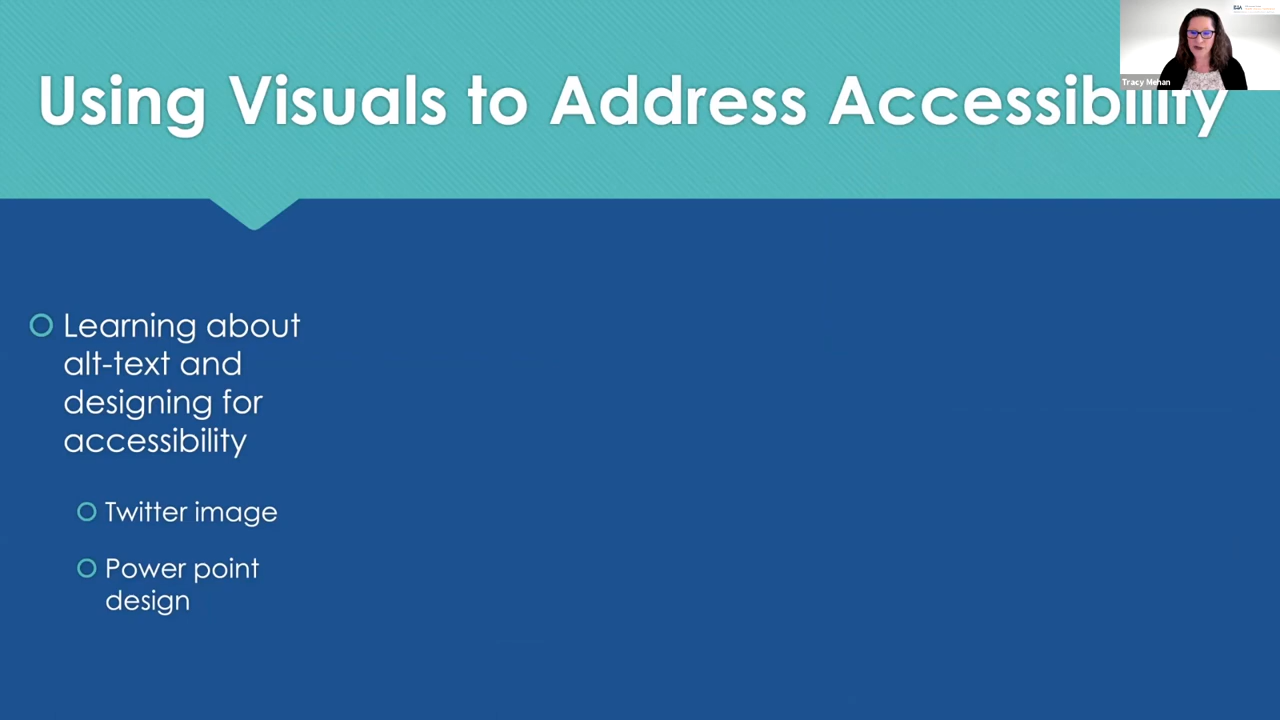 Using Visuals to Address Accessibility
Tracy Mehan
Learning about
alt-text and
designing for
accessibility
Twitter image
Power point
design